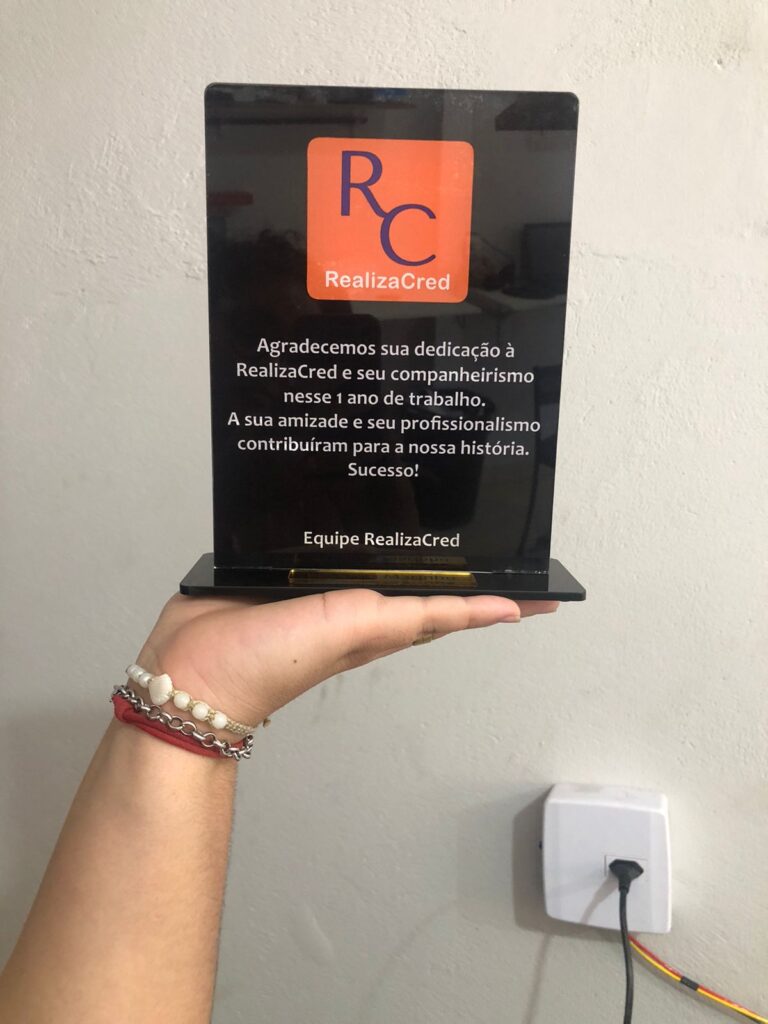 RC
RealizaCred
Agradecemos sua dedicação à
RealizaCred e seu companheirismo
nesse 1 ano de trabalho.
A sua amizade e seu profissionalismo
contribuíram para a nossa história.
Sucesso!
Equipe RealizaCred